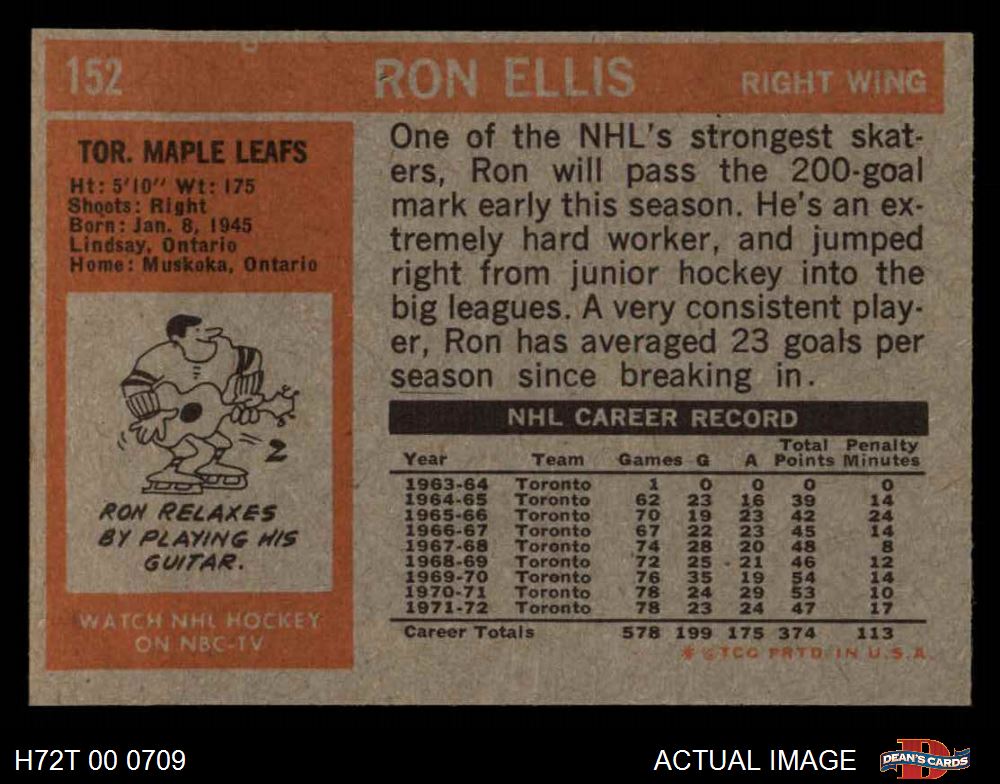 152 RON ELLIS RIGHT WING
TOR. MAPLE LEAFS
Ht: 5'10" Wt: 175
Shoots: Right
Born: Jan. 8, 1945
Lindsay, Ontario
Home: Muskoka, Ontario
2
RON RELAXES
BY PLAYING HIS
GUITAR.
WATCH NHL HOCKEY
ON NBC-TV
One of the NHL's strongest skat-
ers, Ron will pass the 200-goal
mark early this season. He's an ex-
tremely hard worker, and jumped
right from junior hockey into the
big leagues. A very consistent play-
er, Ron has averaged 23 goals per
season since breaking in.
NHL CAREER RECORD
Total Penalty
Year Team Games G A Points Minutes
1963-64 Toronto 1 0 0 0 0
1964-65 Toronto 62 23 16 39 14
1965-66 Toronto 70 19 23 42 24
1966-67 Toronto 67 22 23 45 14
1967-68 Toronto 74 28 20 48 8
1968-69 Toronto 72 25 21 46 12
1969-70 Toronto 76 35 19 54 14
1970-71 Toronto 78 24 29 53 10
1971-72 Toronto 78 23 24 47 17
Career Totals 578 199 175 374 113
* © TCG PRTD. IN U.S.A.
H72T 00 0709 ACTUAL IMAGE DEAN'S CARDS